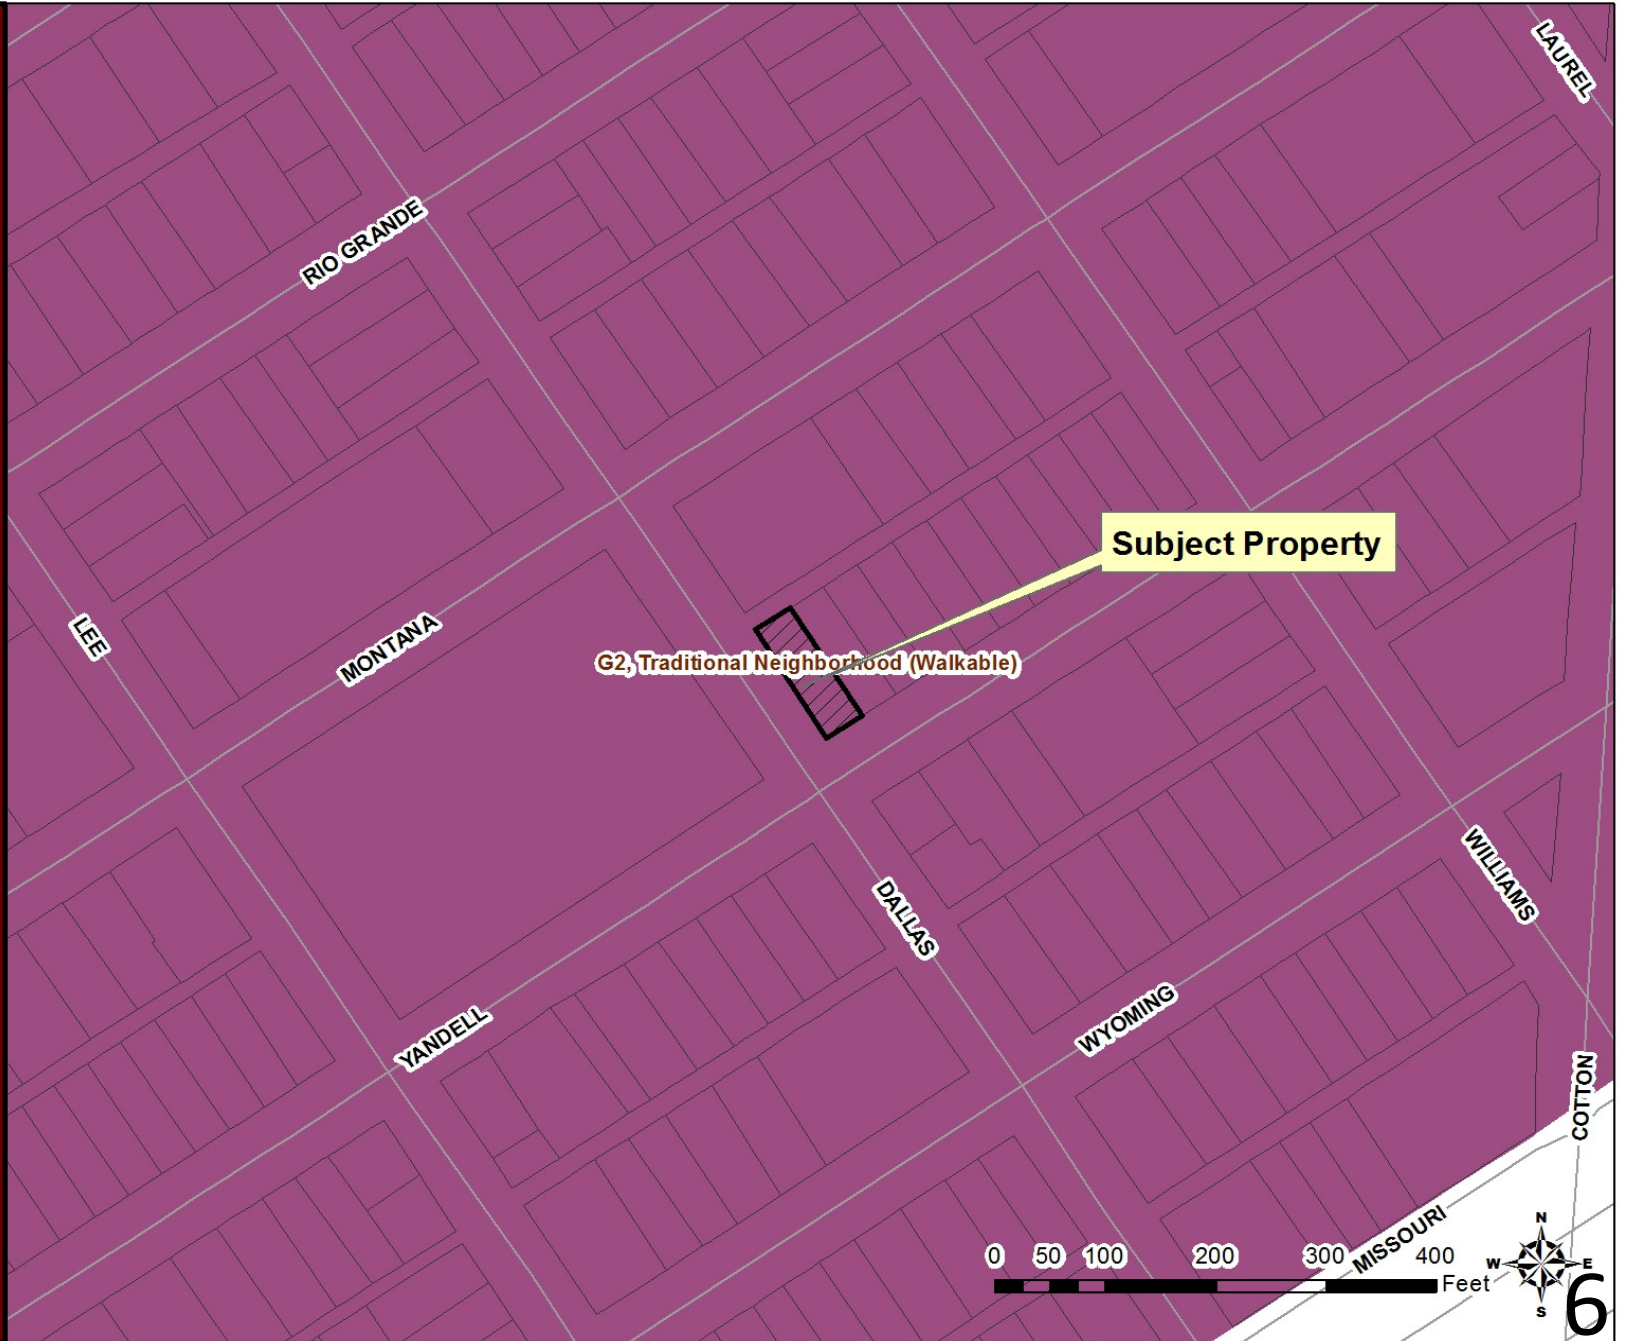 LAUREL
RIO GRANDE
Subject Property
LEE
MONTANA
G2, Traditional Neighborhood (Walkable)
DALLAS
WILLIAMS
YANDELL
WYOMING
COTTON
MISSOURI
0 50 100 200 300 400
Feet
N
W E
S
6